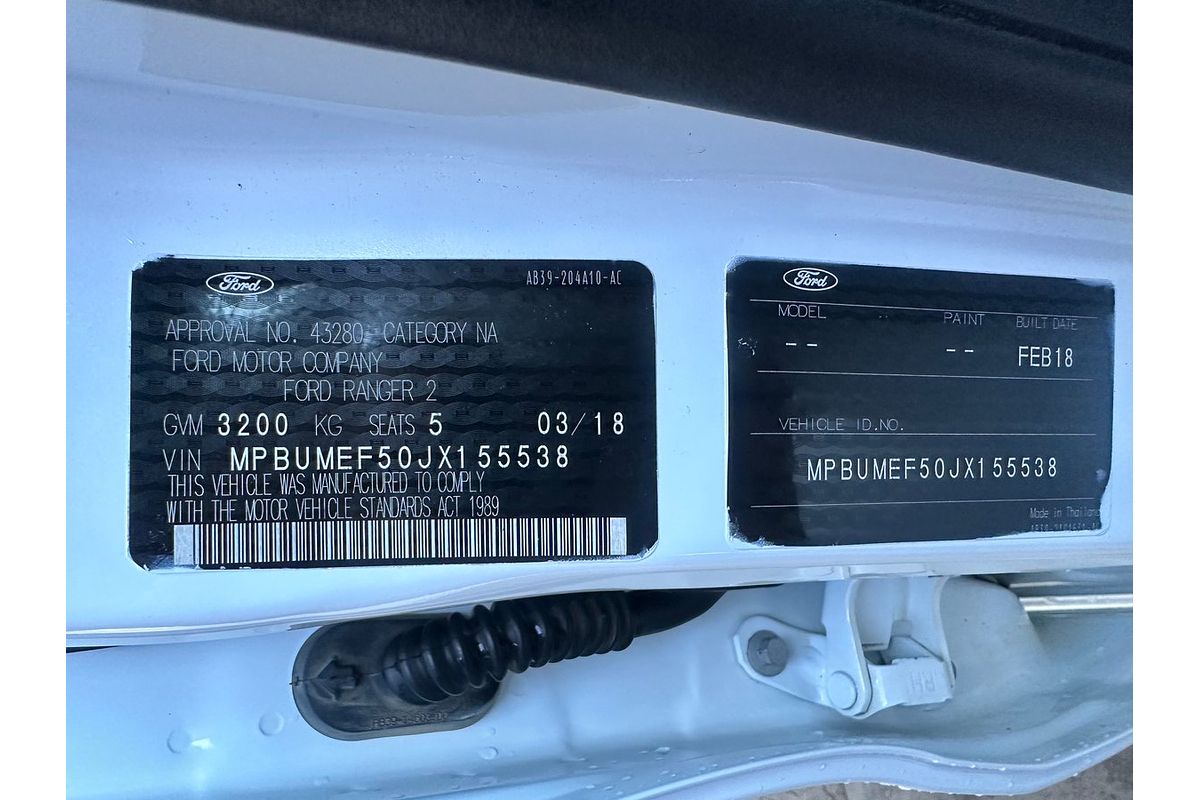 Ford
AB39-204A10-AC
APPROVAL NO. 43280 CATEGORY NA
FORD MOTOR COMPANY
FORD RANGER 2
GVM 3200 KG SEATS 5 03/18
VIN MPBUMEF50JX155538
THIS VEHICLE WAS MANUFACTURED TO COMPLY
WITH THE MOTOR VEHICLE STANDARDS ACT 1989
Ford
MODEL PAINT BUILT DATE
-- -- FEB18
VEHICLE ID.NO.
MPBUMEF50JX155538
Made in Thailand
RH